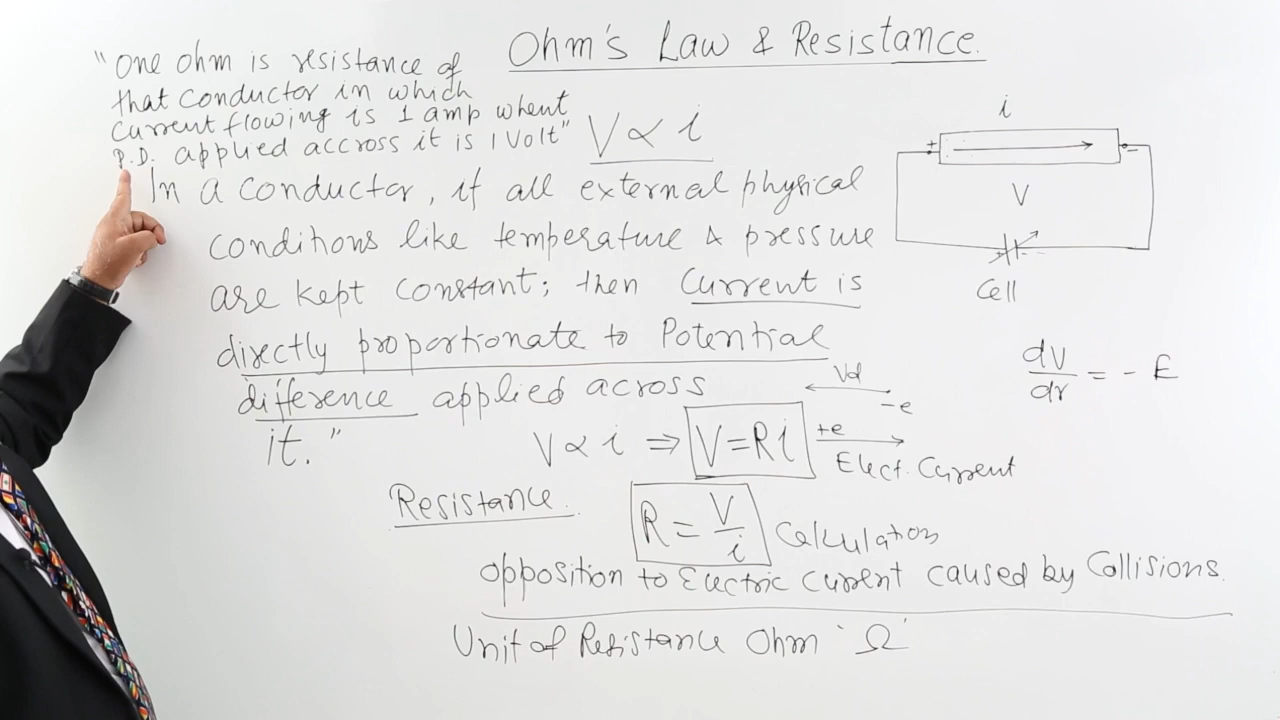 Ohm's Law & Resistance.
"One ohm is resistance of
that conductor in which
current flowing is 1 amp whent
P.D. applied accross it is 1 Volt"
V ∝ i
In a conductor, if all external physical
conditions like temperature & pressure
are kept constant; then Current is
directly proportionate to Potential
difference applied across
it."
i
+ -
V
Cell
dV/dr = - E
Vd
-e
V ∝ i ⇒ V=Ri
+e
Elect. Current
Resistance.
R = V/i Calculation
opposition to Electric Current caused by Collisions.
Unit of Resistance Ohm 'Ω'